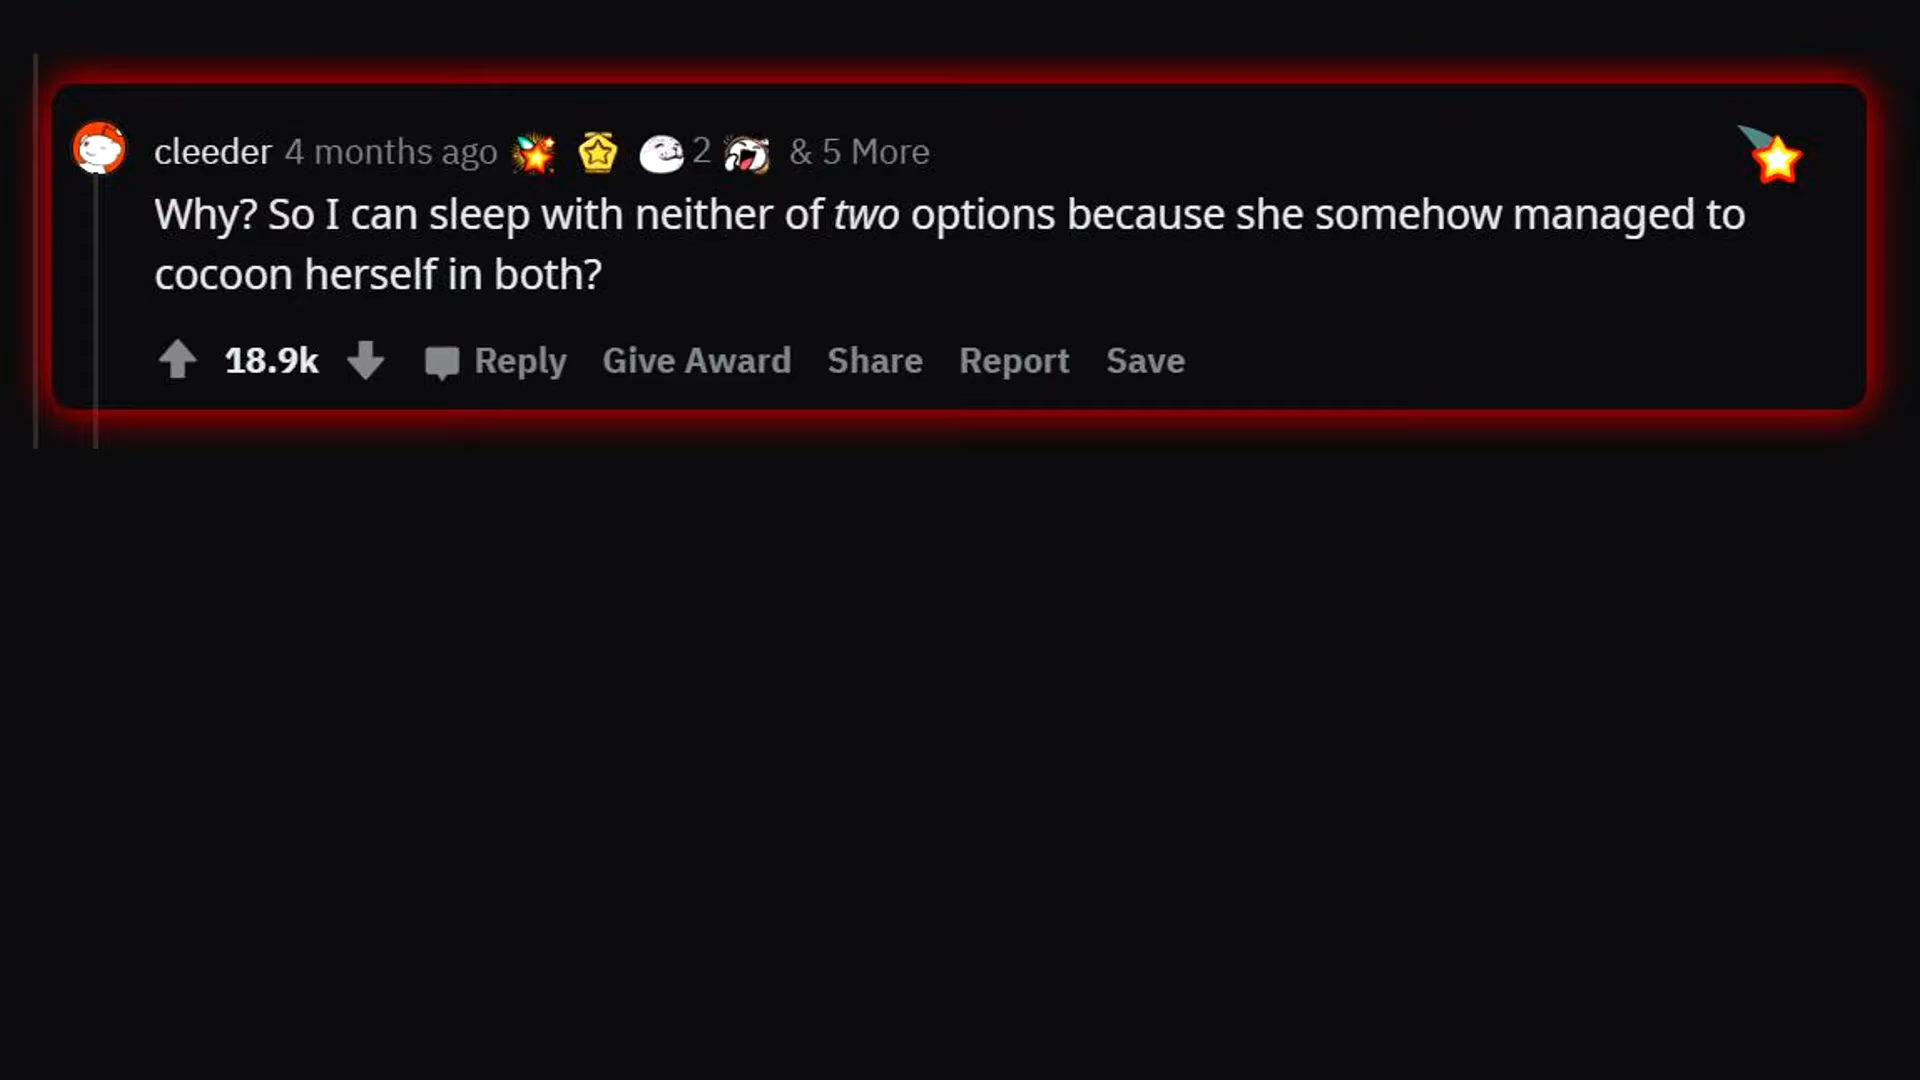 cleeder 4 months ago 2 & 5 More
Why? So I can sleep with neither of two options because she somehow managed to
cocoon herself in both?
18.9k Reply Give Award Share Report Save